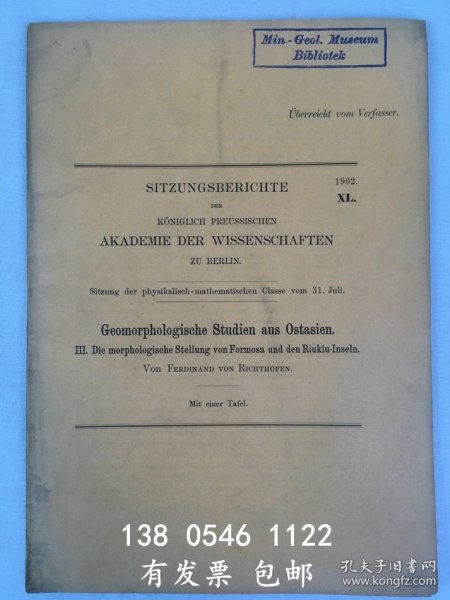 Min-Geol. Museum
Bibliotek
Überreicht vom Verfasser.
SITZUNGSBERICHTE
1902.
DER
XL.
KÖNIGLICH PREUSSISCHEN
AKADEMIE DER WISSENSCHAFTEN
ZU BERLIN.
Sitzung der physikalisch-mathematischen Classe vom 31. Juli.
Geomorphologische Studien aus Ostasien.
III. Die morphologische Stellung von Formosa und den Riukiu-Inseln.
Von Ferdinand von Richthofen.
Mit einer Tafel.
138 0546 1122
有发票 包邮
孔夫子旧书网
www.kongfz.com